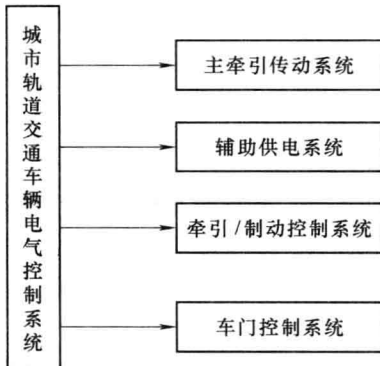 城市轨道交通车辆电气控制系统
主牵引传动系统
辅助供电系统
牵引/制动控制系统
车门控制系统